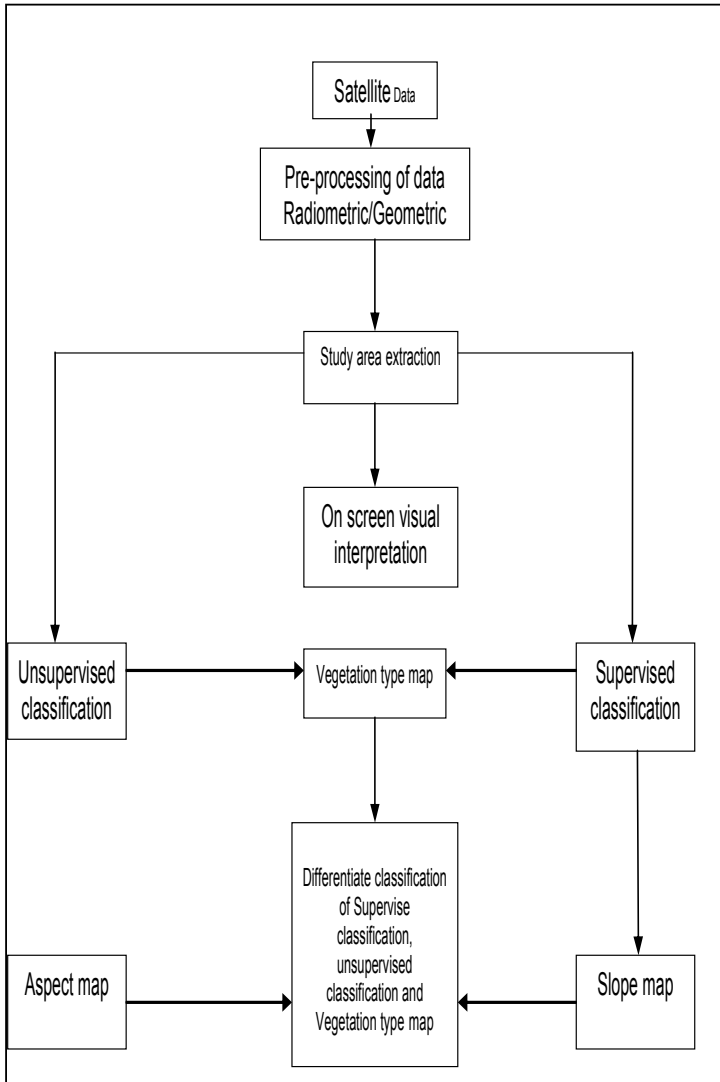 Satellite Data
Pre-processing of data
Radiometric/Geometric
Study area extraction
On screen visual
interpretation
Unsupervised
classification
Vegetation type map
Supervised
classification
Differentiate classification
of Supervise
classification,
unsupervised
classification and
Vegetation type map
Aspect map
Slope map